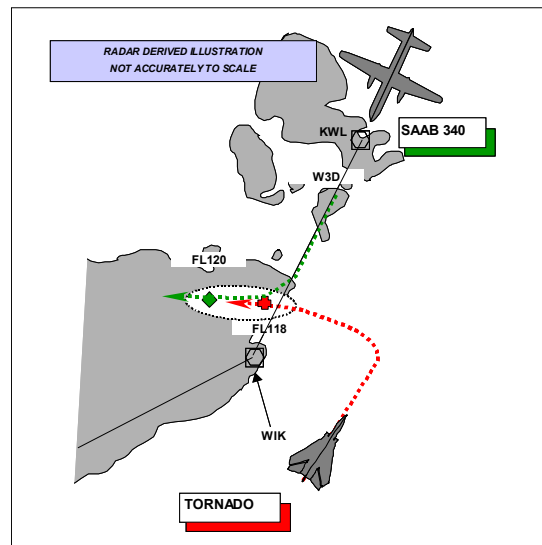 RADAR DERIVED ILLUSTRATION
NOT ACCURATELY TO SCALE
KWL
SAAB 340
W3D
FL120
FL118
WIK
TORNADO